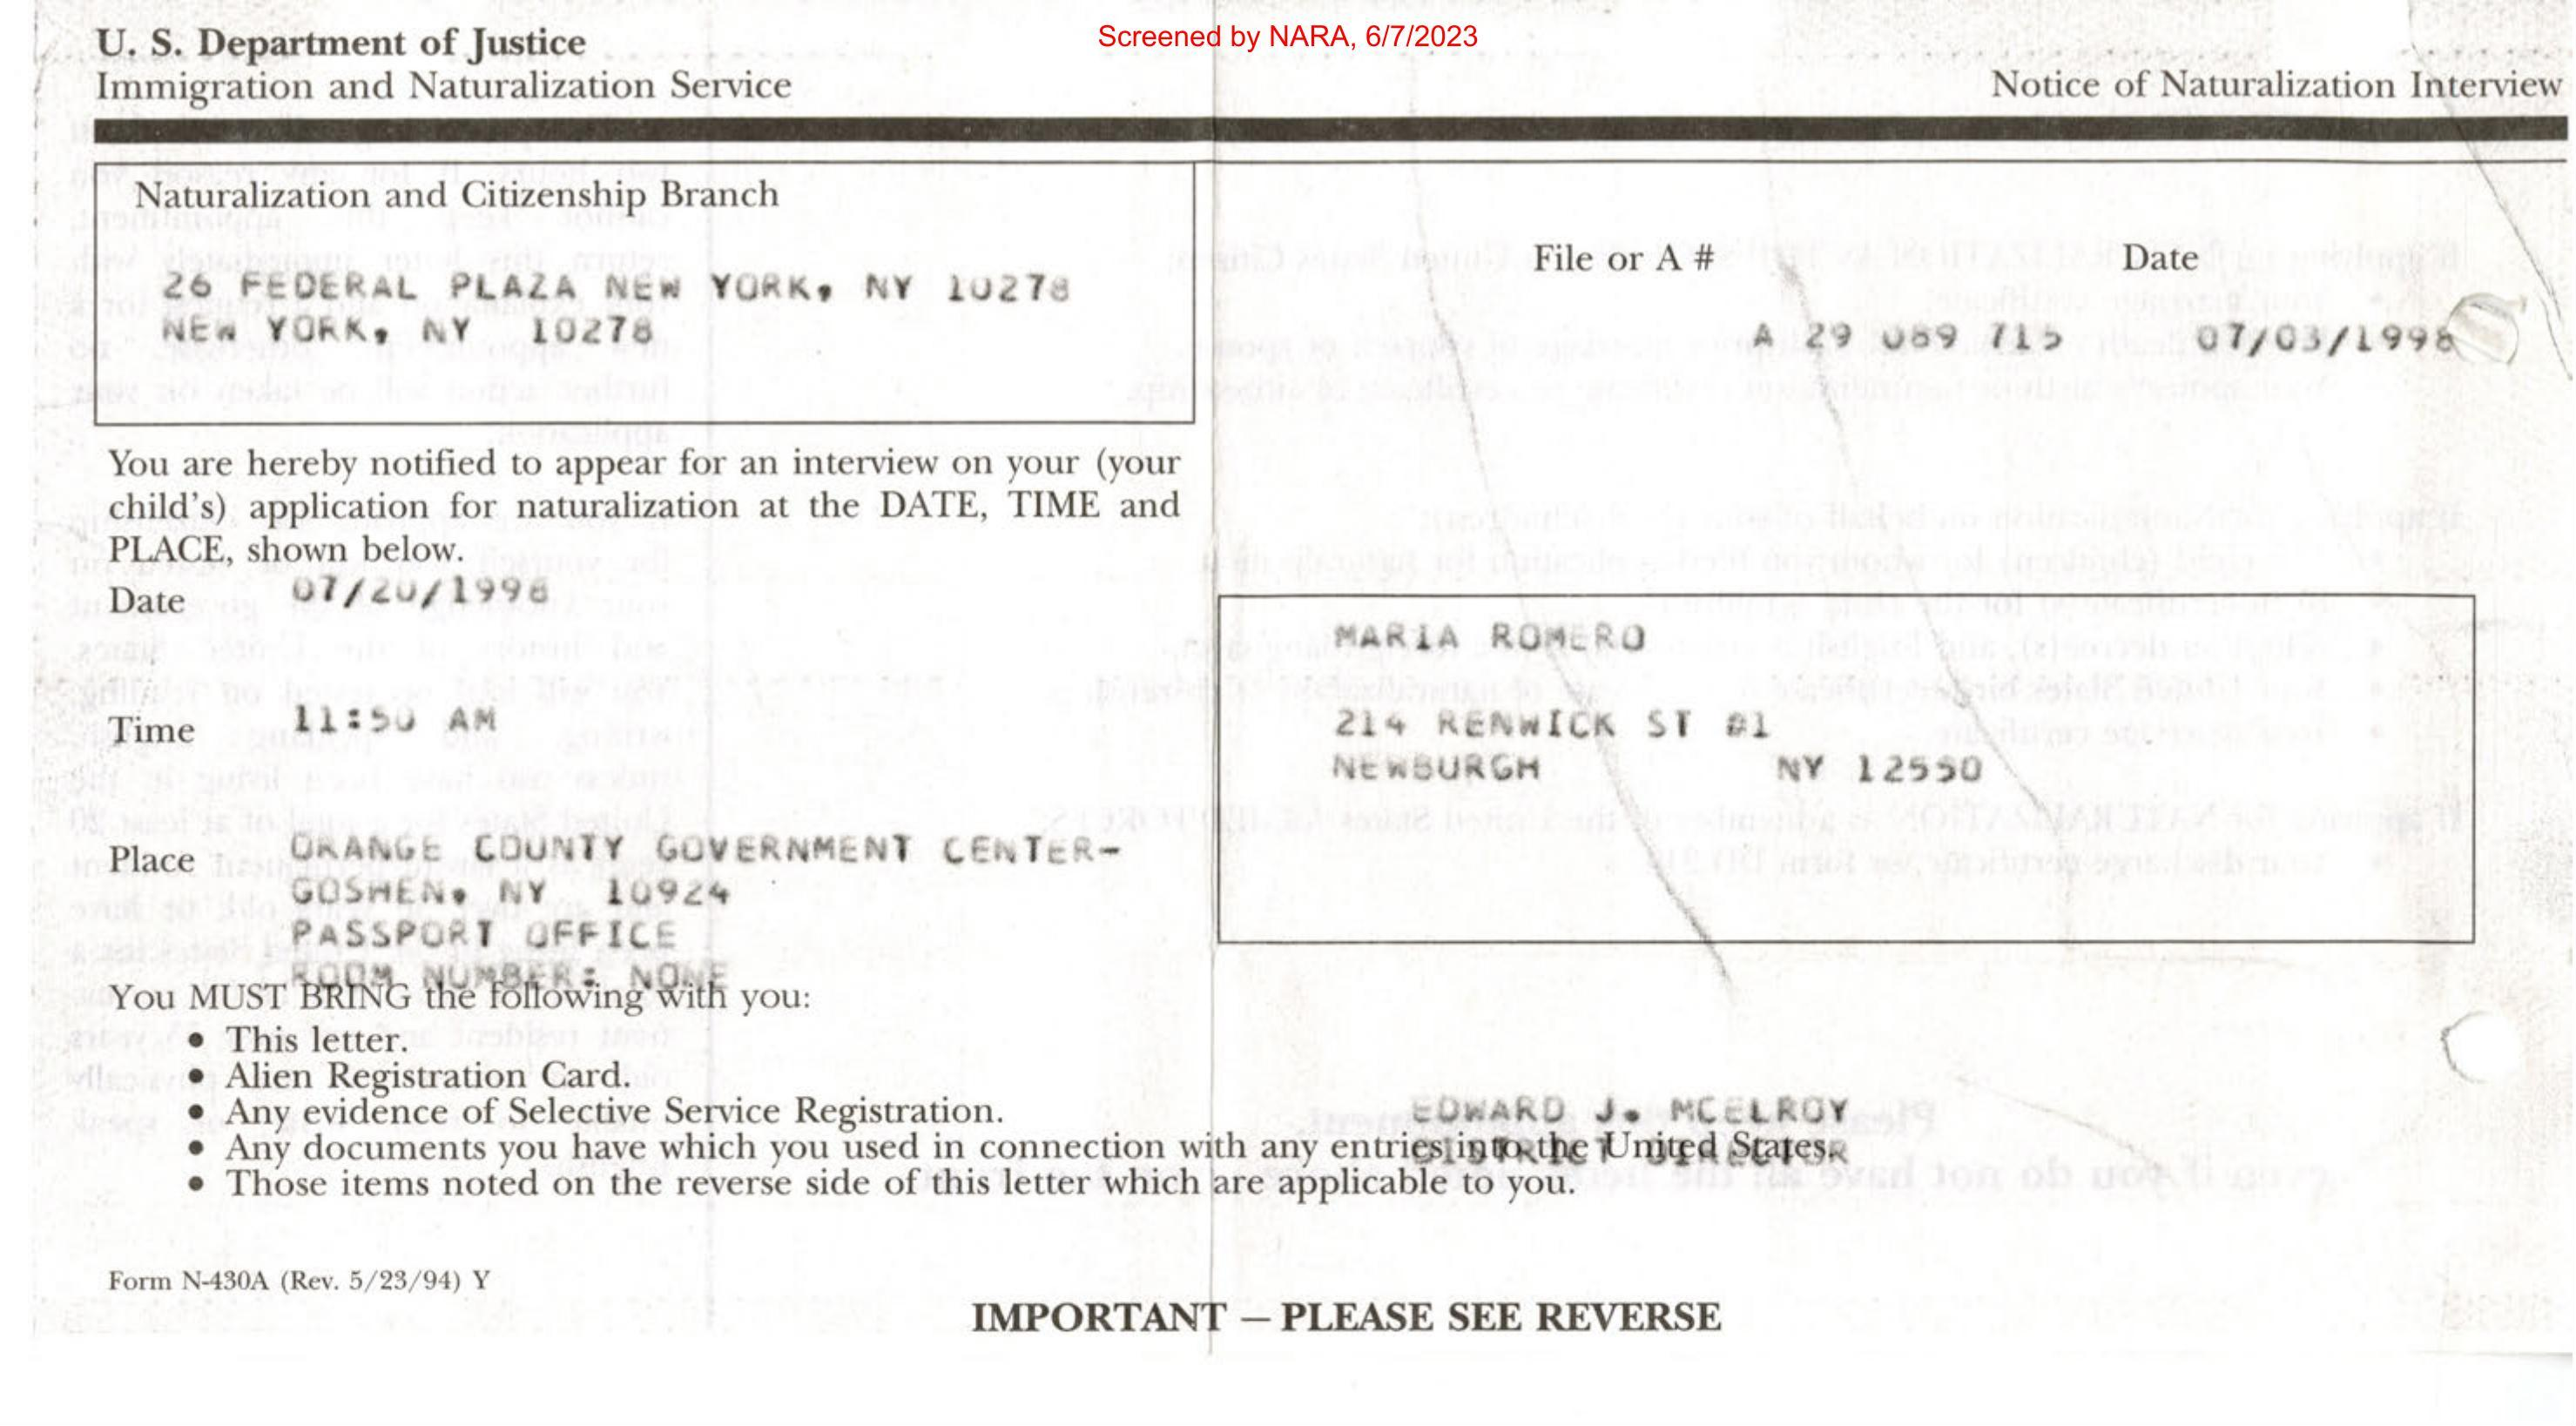 Screened by NARA, 6/7/2023
U. S. Department of Justice
Immigration and Naturalization Service
Notice of Naturalization Interview
Naturalization and Citizenship Branch
26 FEDERAL PLAZA NEW YORK, NY 10278
NEW YORK, NY 10278
File or A #
Date
A 29 089 715
07/03/1998
You are hereby notified to appear for an interview on your (your
child's) application for naturalization at the DATE, TIME and
PLACE, shown below.
Date 07/20/1998
Time 11:50 AM
Place ORANGE COUNTY GOVERNMENT CENTER-
GOSHEN, NY 10924
PASSPORT OFFICE
ROOM NUMBER: NONE
MARIA ROMERO
214 RENWICK ST #1
NEWBURGH NY 12550
You MUST BRING the following with you:
• This letter.
• Alien Registration Card.
• Any evidence of Selective Service Registration.
• Any documents you have which you used in connection with any entries into the United States.
• Those items noted on the reverse side of this letter which are applicable to you.
EDWARD J. MCELROY
DISTRICT DIRECTOR
Form N-430A (Rev. 5/23/94) Y
IMPORTANT — PLEASE SEE REVERSE